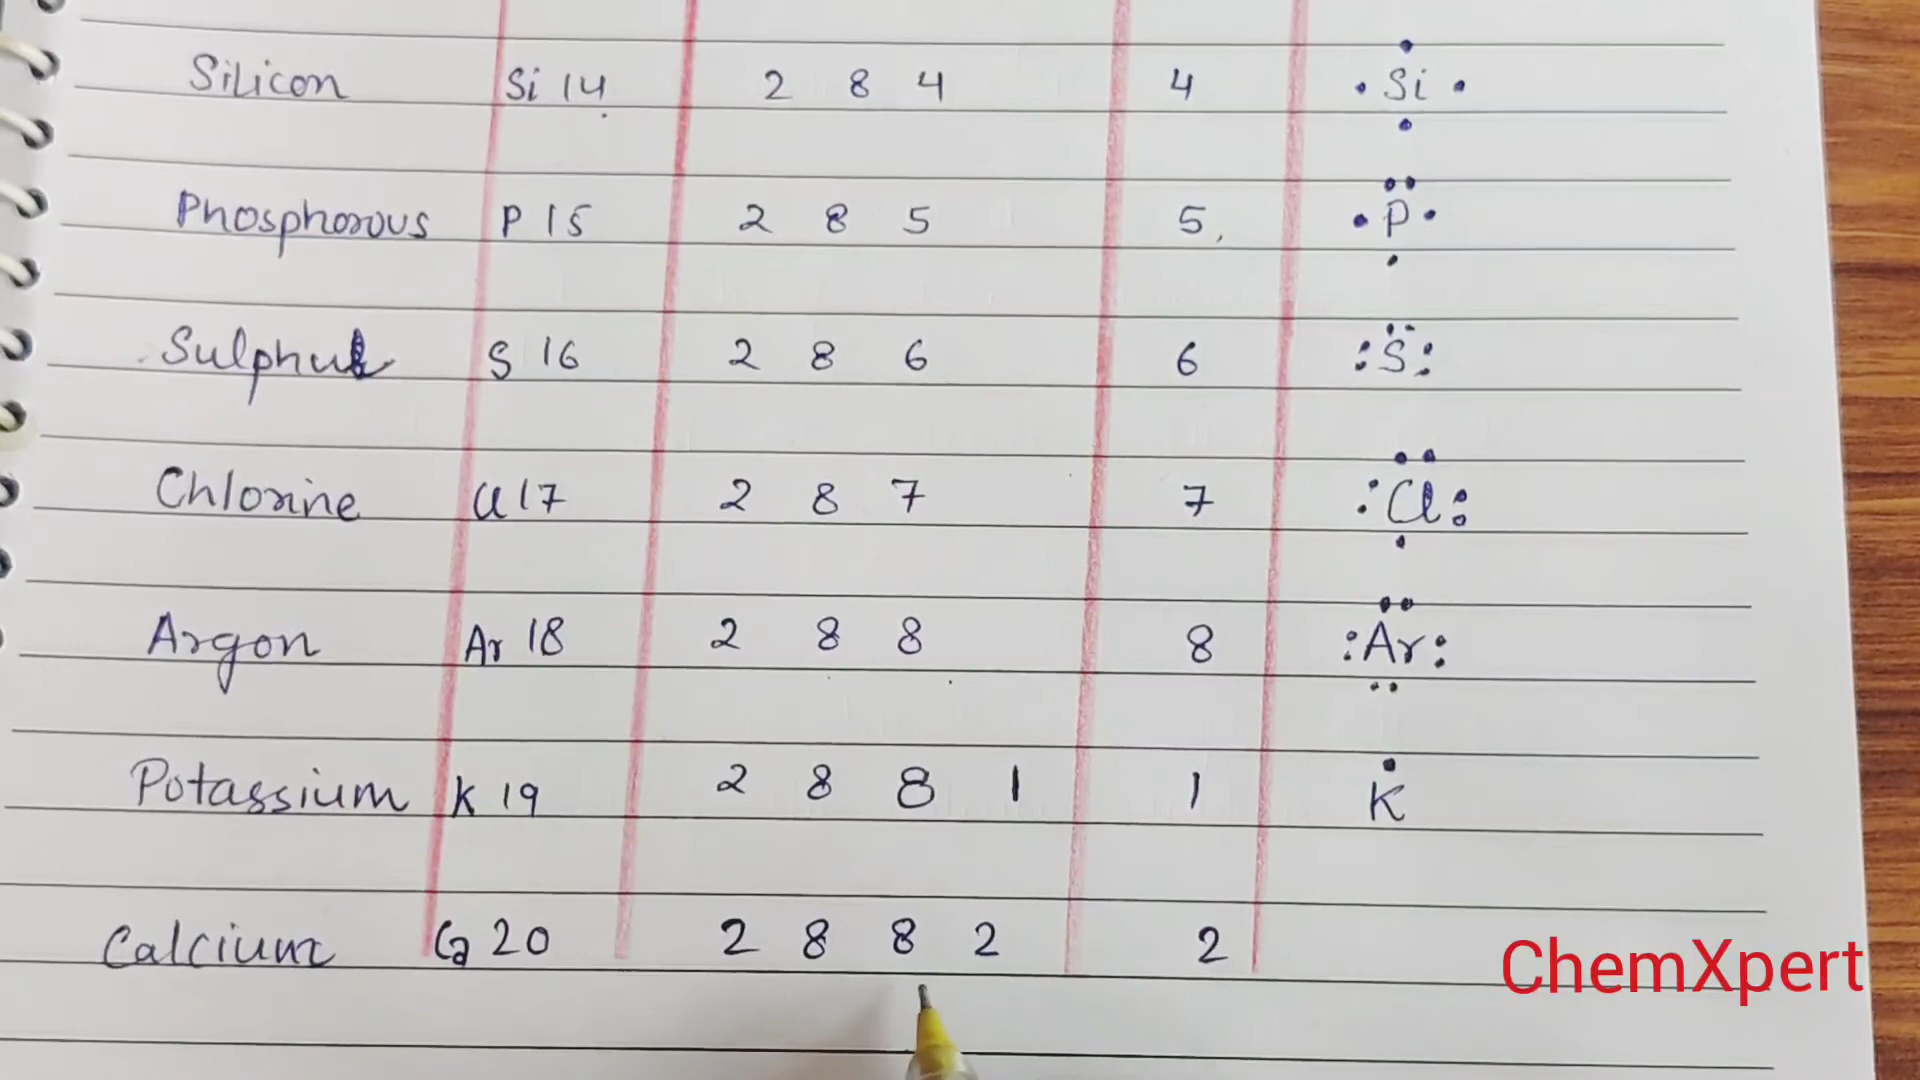 Silicon Si 14 2 8 4 4 Si
Phosphorous P 15 2 8 5 5, P
Sulphur S 16 2 8 6 6 S
Chlorine Cl 17 2 8 7 7 Cl
Argon Ar 18 2 8 8 8 Ar
Potassium K 19 2 8 8 1 1 K
Calcium Ca 20 2 8 8 2 2
ChemXpert